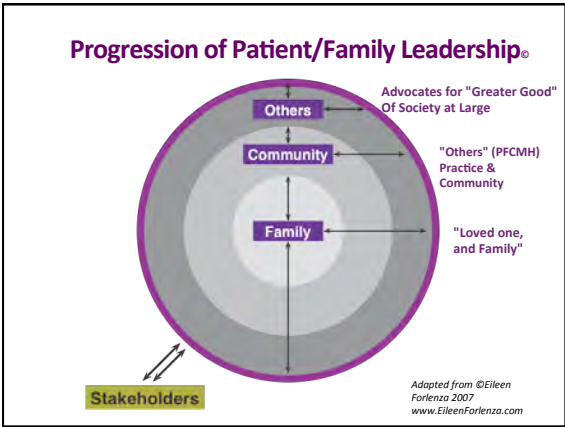 Progression of Patient/Family Leadership©
Others
Advocates for "Greater Good"
Of Society at Large
Community
"Others" (PFCMH)
Practice &
Community
Family
"Loved one,
and Family"
Stakeholders
Adapted from ©Eileen
Forlenza 2007
www.EileenForlenza.com